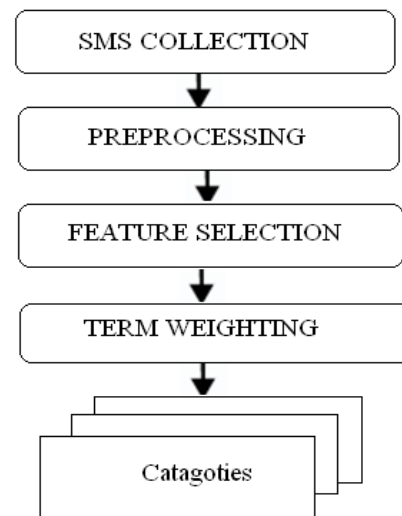 SMS COLLECTION
PREPROCESSING
FEATURE SELECTION
TERM WEIGHTING
Catagoties